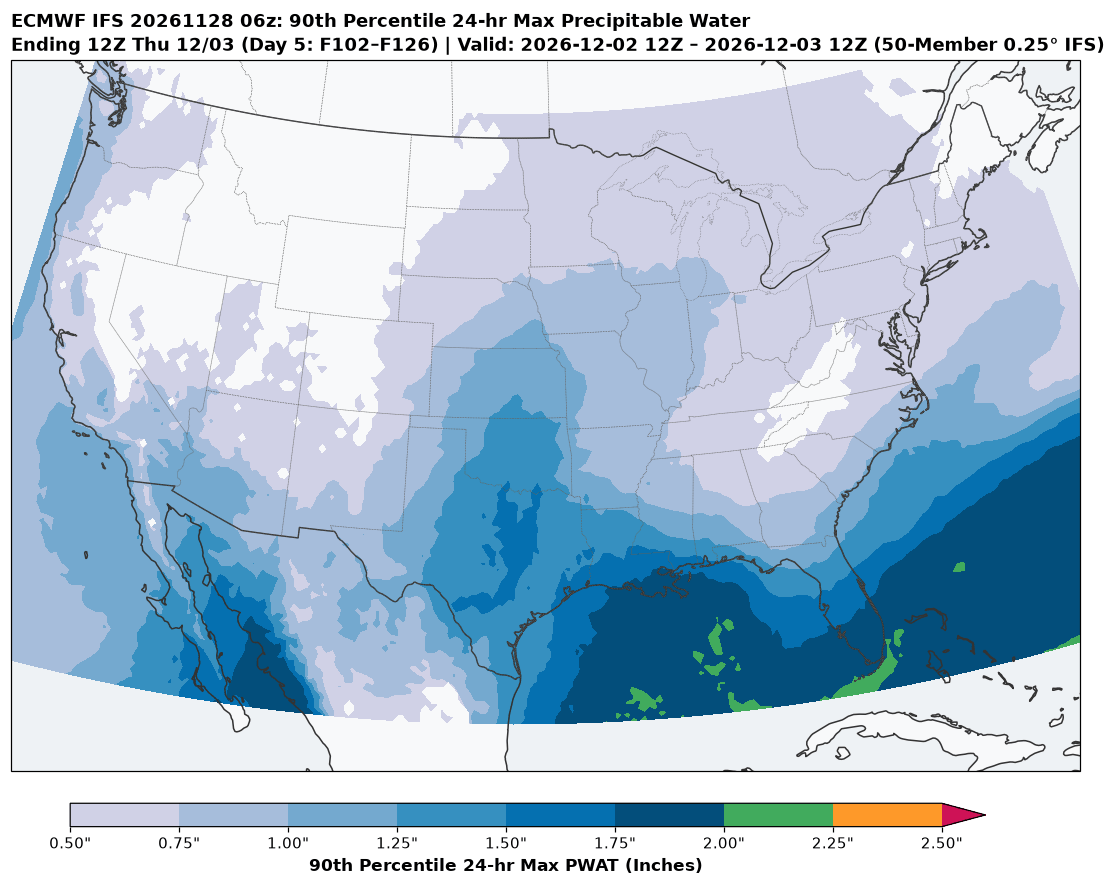 ECMWF IFS 20261128 06z: 90th Percentile 24-hr Max Precipitable Water
Ending 12Z Thu 12/03 (Day 5: F102–F126) | Valid: 2026-12-02 12Z – 2026-12-03 12Z (50-Member 0.25° IFS)
0.50" 0.75" 1.00" 1.25" 1.50" 1.75" 2.00" 2.25" 2.50"
90th Percentile 24-hr Max PWAT (Inches)